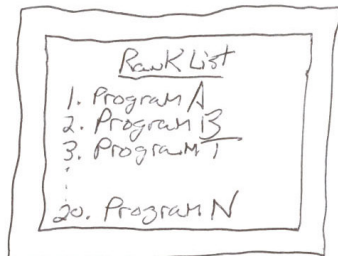 Rank List
1. Program A
2. Program B
3. Program T
⋮
20. Program N